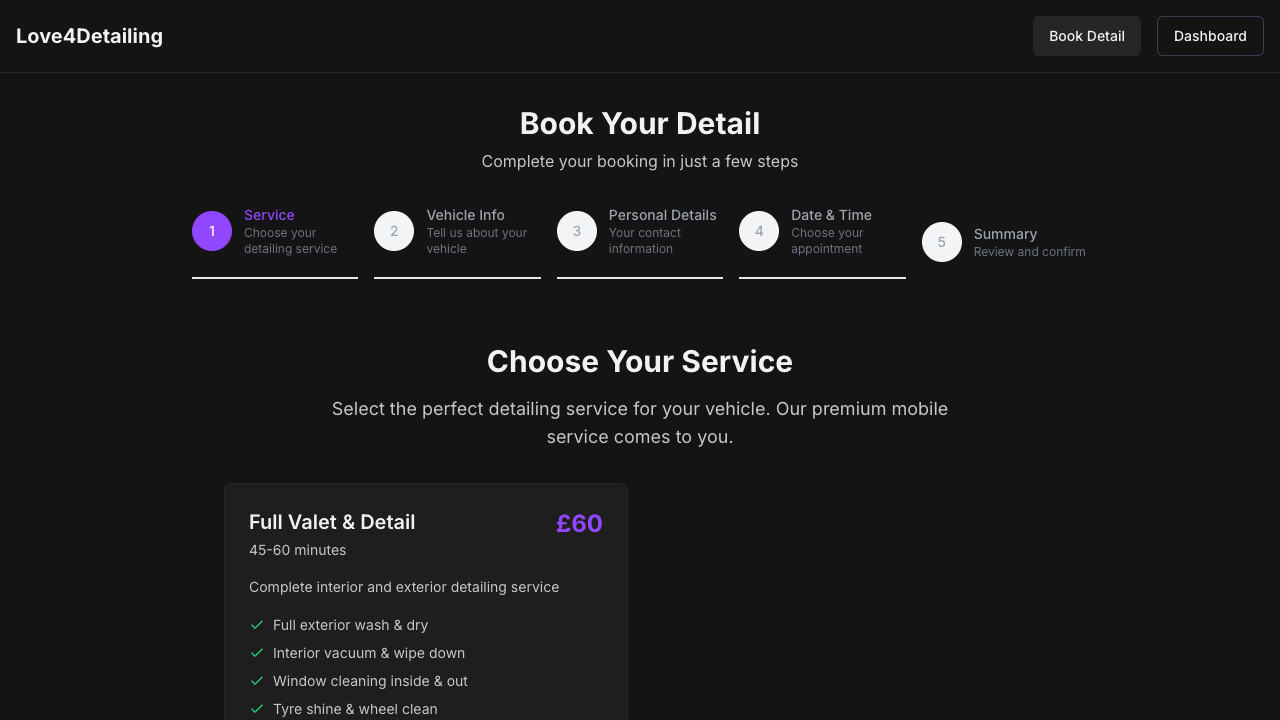 Love4Detailing
Book Detail
Dashboard
Book Your Detail
Complete your booking in just a few steps
1
Service
Choose your
detailing service
2
Vehicle Info
Tell us about your
vehicle
3
Personal Details
Your contact
information
4
Date & Time
Choose your
appointment
5
Summary
Review and confirm
Choose Your Service
Select the perfect detailing service for your vehicle. Our premium mobile
service comes to you.
Full Valet & Detail
£60
45-60 minutes
Complete interior and exterior detailing service
Full exterior wash & dry
Interior vacuum & wipe down
Window cleaning inside & out
Tyre shine & wheel clean